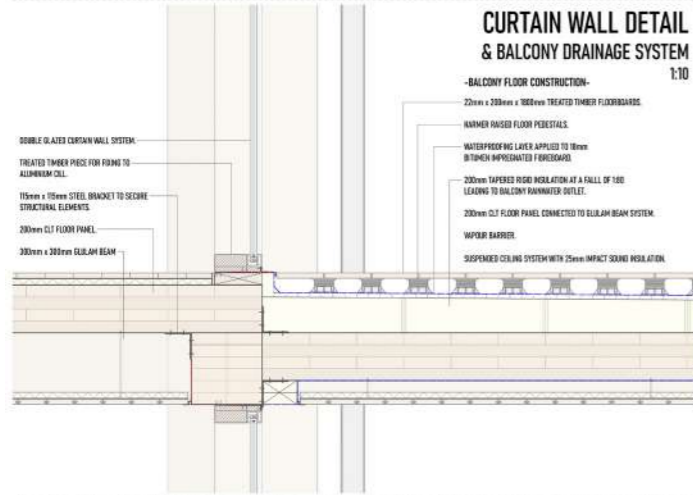 CURTAIN WALL DETAIL
& BALCONY DRAINAGE SYSTEM
1:10
-BALCONY FLOOR CONSTRUCTION-
22mm x 200mm x 1800mm TREATED TIMBER FLOORBOARDS.
HARMER RAISED FLOOR PEDESTALS.
WATERPROOFING LAYER APPLIED TO 18mm
BITUMEN IMPREGNATED FIBREBOARD.
200mm TAPERED RIGID INSULATION AT A FALLL OF 1:80
LEADING TO BALCONY RAINWATER OUTLET.
200mm CLT FLOOR PANEL CONNECTED TO GLULAM BEAM SYSTEM.
VAPOUR BARRIER.
SUSPENDED CEILING SYSTEM WITH 25mm IMPACT SOUND INSULATION.
DOUBLE GLAZED CURTAIN WALL SYSTEM.
TREATED TIMBER PIECE FOR FIXING TO
ALUMINIUM CILL.
115mm x 115mm STEEL BRACKET TO SECURE
STRUCTURAL ELEMENTS.
200mm CLT FLOOR PANEL.
300mm x 300mm GLULAM BEAM